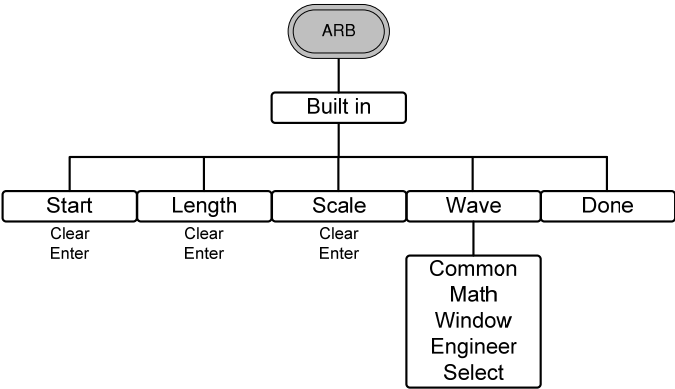 ARB
Built in
Start Length Scale Wave Done
Clear Clear Clear
Enter Enter Enter
Common
Math
Window
Engineer
Select